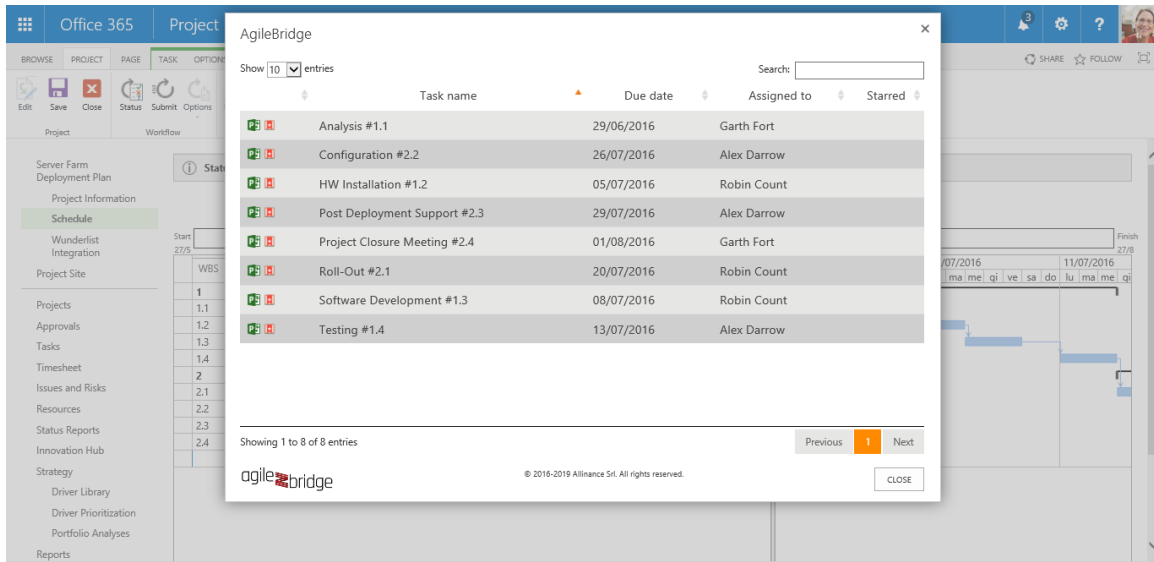 Office 365
Project
3
?
BROWSE PROJECT PAGE TASK OPTION
SHARE FOLLOW
Edit Save Close Status Submit Options
Project Workflow
Server Farm
Deployment Plan
Project Information
Schedule
Wunderlist
Integration
Project Site
Projects
Approvals
Tasks
Timesheet
Issues and Risks
Resources
Status Reports
Innovation Hub
Strategy
Driver Library
Driver Prioritization
Portfolio Analyses
Reports
Start
27/5
WBS
1
1.1
1.2
1.3
1.4
2
2.1
2.2
2.3
2.4
AgileBridge
Show 10 entries
Search:
Task name Due date Assigned to Starred
Analysis #1.1 29/06/2016 Garth Fort
Configuration #2.2 26/07/2016 Alex Darrow
HW Installation #1.2 05/07/2016 Robin Count
Post Deployment Support #2.3 29/07/2016 Alex Darrow
Project Closure Meeting #2.4 01/08/2016 Garth Fort
Roll-Out #2.1 20/07/2016 Robin Count
Software Development #1.3 08/07/2016 Robin Count
Testing #1.4 13/07/2016 Alex Darrow
Showing 1 to 8 of 8 entries
Previous 1 Next
agile bridge
© 2016-2019 Allinance Srl. All rights reserved.
CLOSE
Finish
27/8
/07/2016 11/07/2016
ma me gi ve sa do lu ma me gi